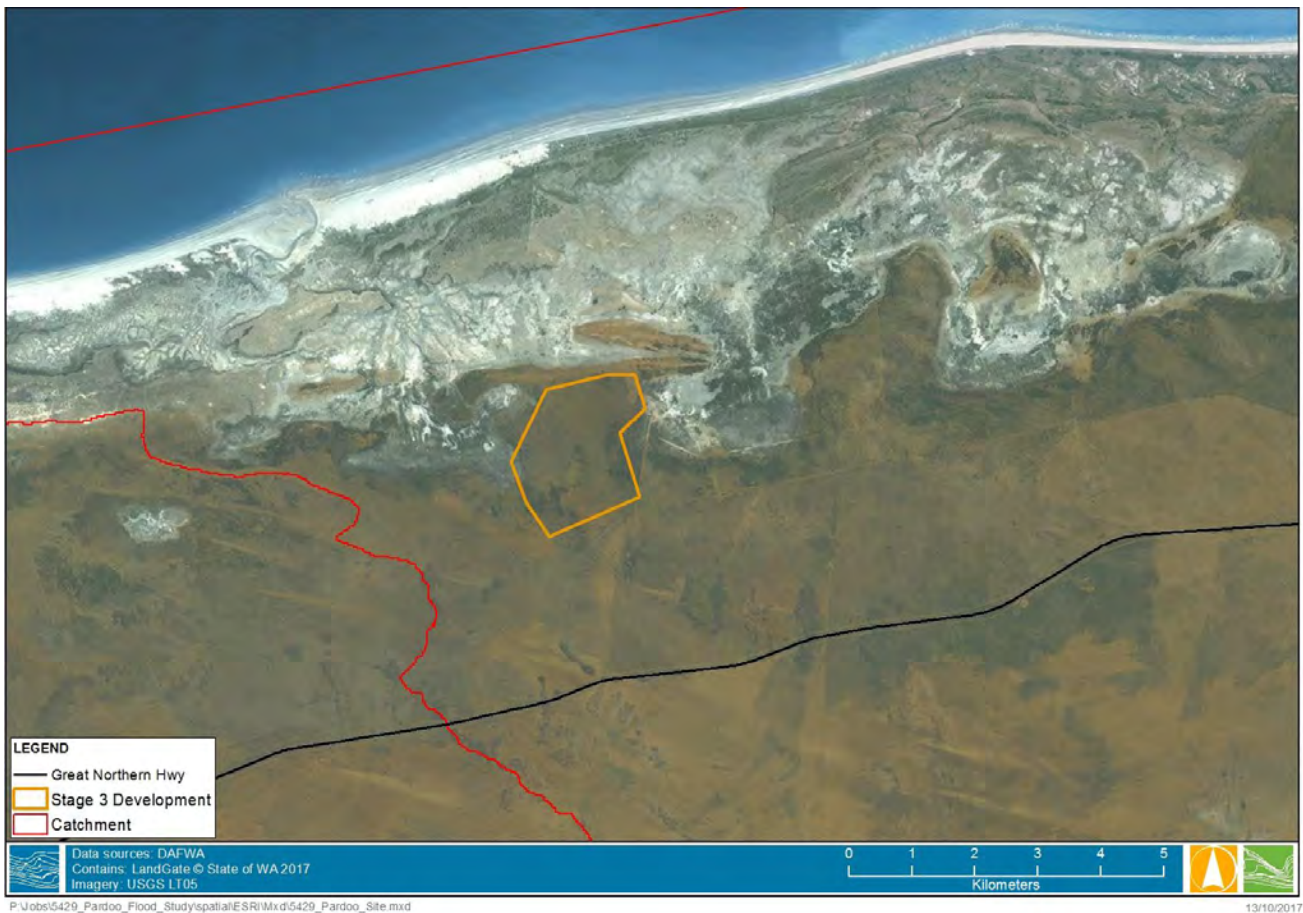 LEGEND
Great Northern Hwy
Stage 3 Development
Catchment
Data sources: DAFWA
Contains: LandGate © State of WA 2017
Imagery: USGS LT05
0 1 2 3 4 5
Kilometers
P:\Jobs\5429_Pardoo_Flood_Study\spatial\ESRI\Mxd\5429_Pardoo_Site.mxd
13/10/2017